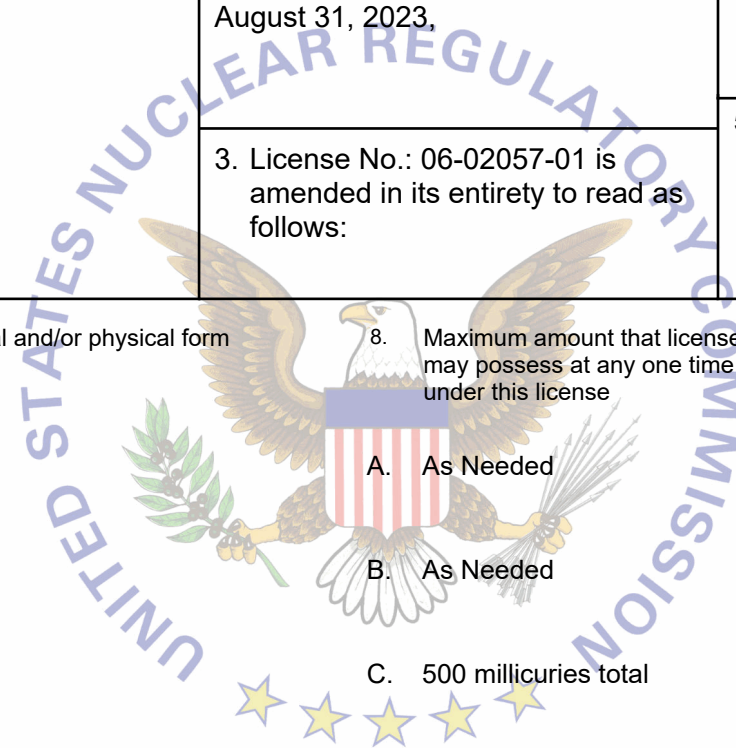 August 31, 2023,
3. License No.: 06-02057-01 is
amended in its entirety to read as
follows:
and/or physical form
8. Maximum amount that license
may possess at any one time
under this license
A. As Needed
B. As Needed
C. 500 millicuries total
UNITED STATES NUCLEAR REGULATORY COMMISSION